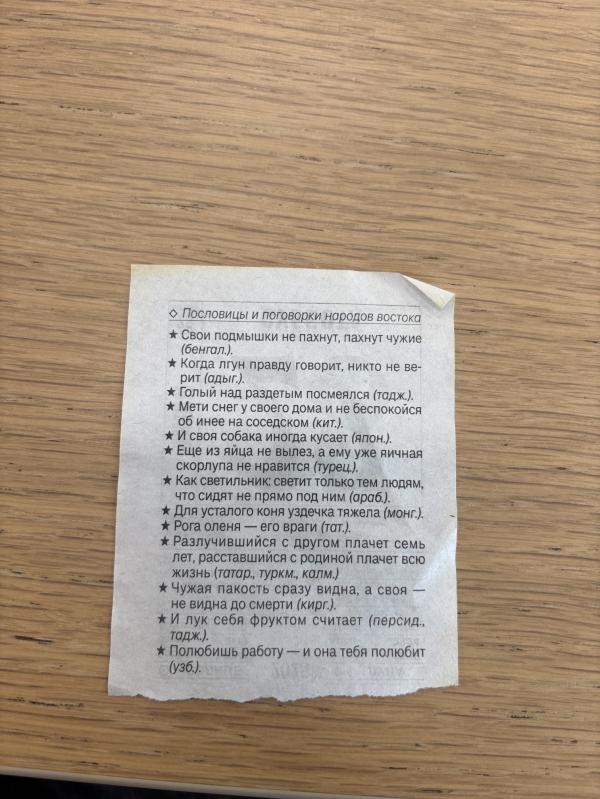 ◇ Пословицы и поговорки народов востока
★ Свои подмышки не пахнут, пахнут чужие
(бенгал.).
★ Когда лгун правду говорит, никто не ве-
рит (адыг.).
★ Голый над раздетым посмеялся (тадж.).
★ Мети снег у своего дома и не беспокойся
об инее на соседском (кит.).
★ И своя собака иногда кусает (япон.).
★ Еще из яйца не вылез, а ему уже яичная
скорлупа не нравится (турец.).
★ Как светильник: светит только тем людям,
что сидят не прямо под ним (араб.).
★ Для усталого коня уздечка тяжела (монг.).
★ Рога оленя — его враги (тат.).
★ Разлучившийся с другом плачет семь
лет, расставшийся с родиной плачет всю
жизнь (татар., туркм., калм.)
★ Чужая пакость сразу видна, а своя —
не видна до смерти (кирг.).
★ И лук себя фруктом считает (персид.,
тадж.).
★ Полюбишь работу — и она тебя полюбит
(узб.).